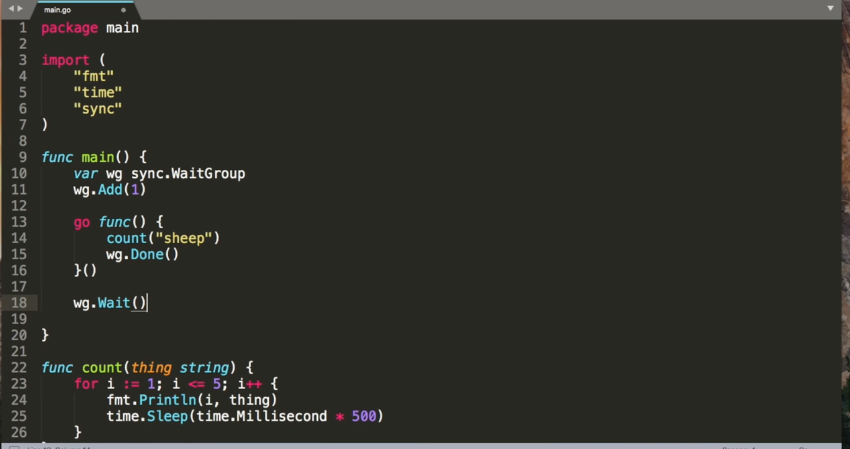 main.go
1 package main
2
3 import (
4     "fmt"
5     "time"
6     "sync"
7 )
8
9 func main() {
10     var wg sync.WaitGroup
11     wg.Add(1)
12
13     go func() {
14         count("sheep")
15         wg.Done()
16     }()
17
18     wg.Wait()
19
20 }
21
22 func count(thing string) {
23     for i := 1; i <= 5; i++ {
24         fmt.Println(i, thing)
25         time.Sleep(time.Millisecond * 500)
26     }